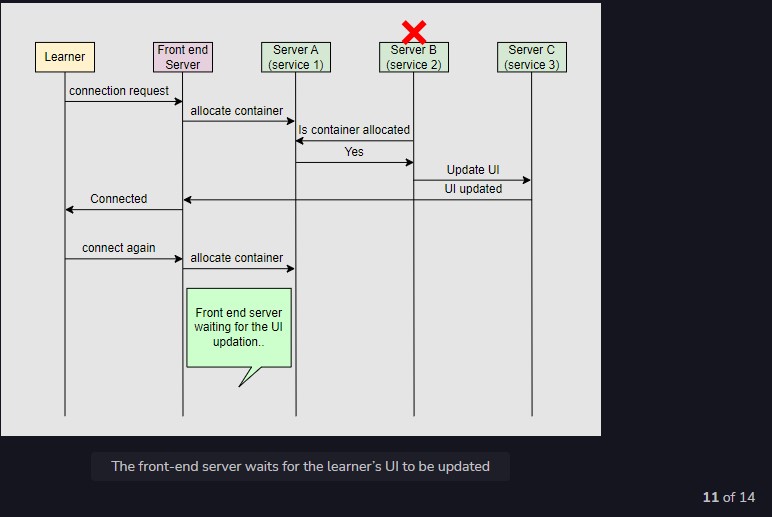 Learner
Front end
Server
Server A
(service 1)
Server B
(service 2)
Server C
(service 3)
connection request
allocate container
Is container allocated
Yes
Update UI
UI updated
Connected
connect again
allocate container
Front end server
waiting for the UI
updation..
The front-end server waits for the learner's UI to be updated
11 of 14